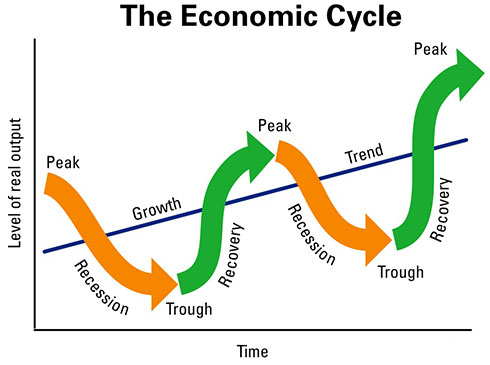 The Economic Cycle
Level of real output
Peak
Growth
Recession
Trough
Recovery
Peak
Trend
Recession
Trough
Recovery
Peak
Time